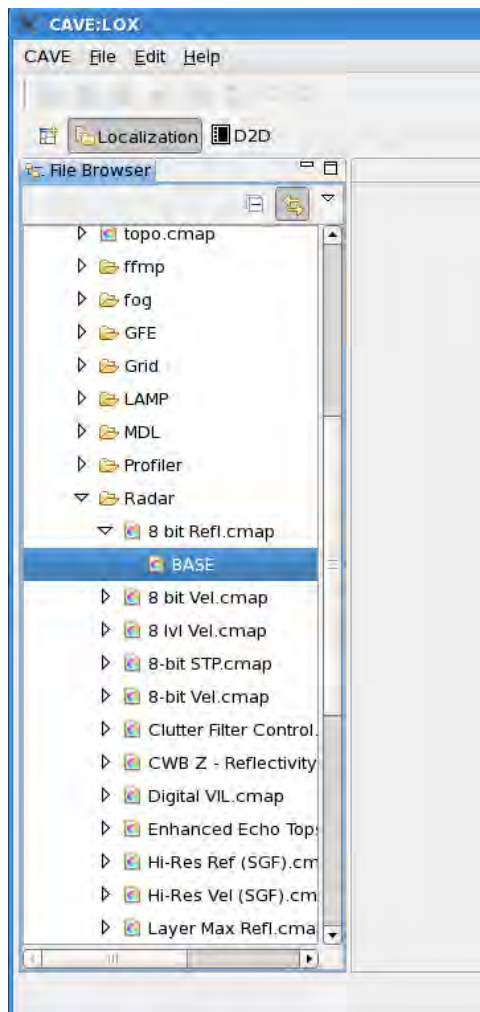 CAVE:LOX
CAVE File Edit Help
Localization D2D
File Browser
topo.cmap
ffmp
fog
GFE
Grid
LAMP
MDL
Profiler
Radar
8 bit Refl.cmap
BASE
8 bit Vel.cmap
8 lvl Vel.cmap
8-bit STP.cmap
8-bit Vel.cmap
Clutter Filter Control.
CWB Z - Reflectivity
Digital VIL.cmap
Enhanced Echo Tops
Hi-Res Ref (SGF).cm
Hi-Res Vel (SGF).cm
Layer Max Refl.cma